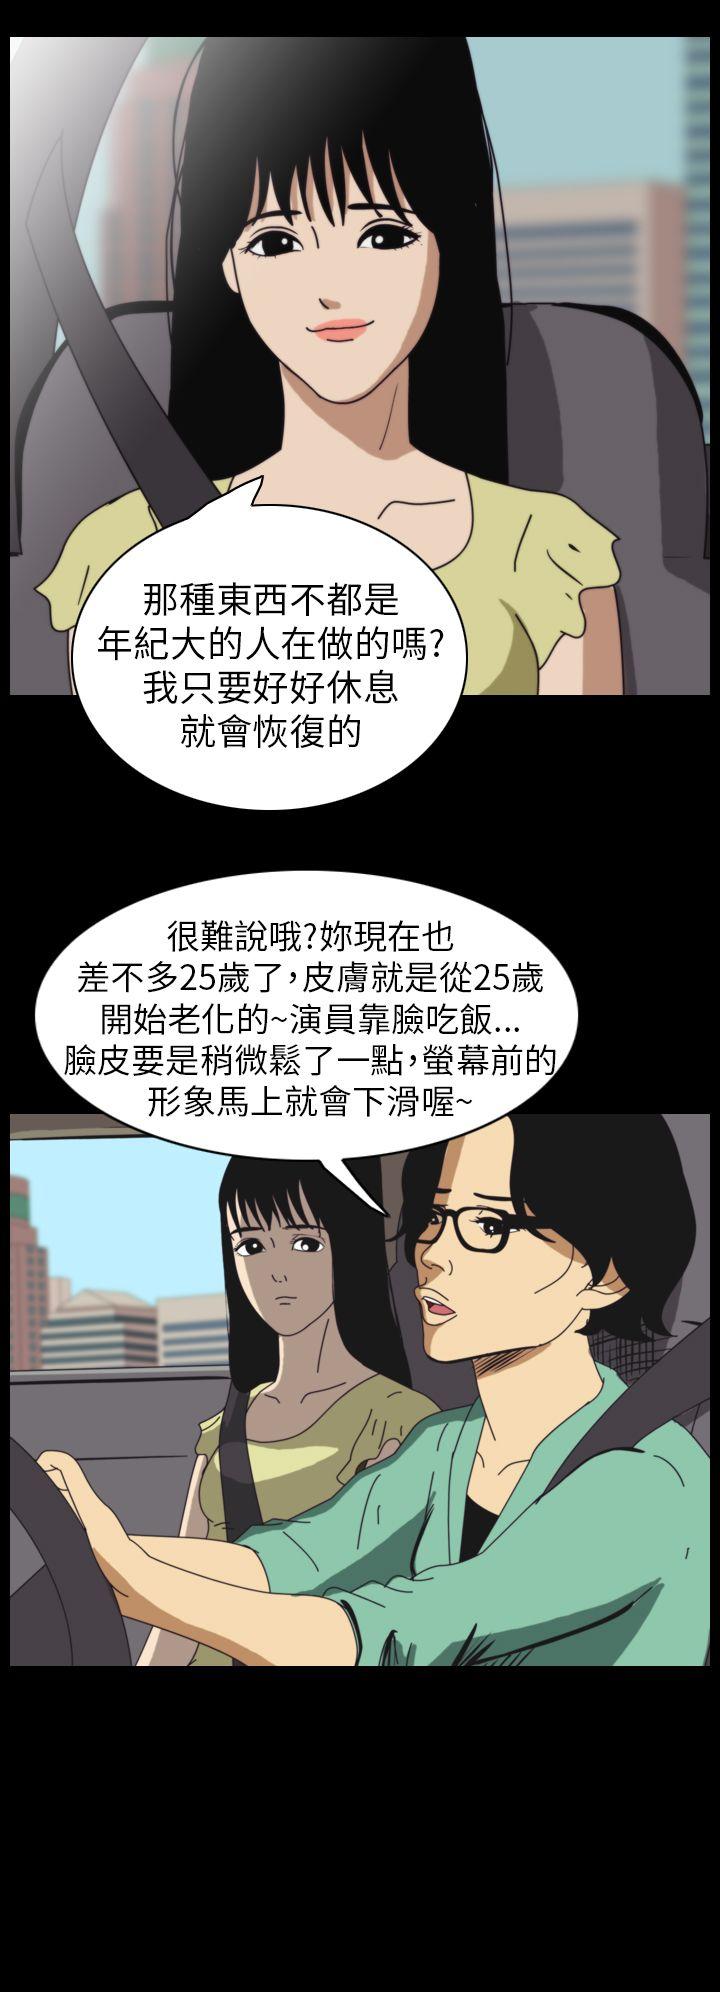 那種東西不都是
年紀大的人在做的嗎?
我只要好好休息
就會恢復的
很難說哦?妳現在也
差不多25歲了,皮膚就是從25歲
開始老化的~演員靠臉吃飯...
臉皮要是稍微鬆了一點,螢幕前的
形象馬上就會下滑喔~